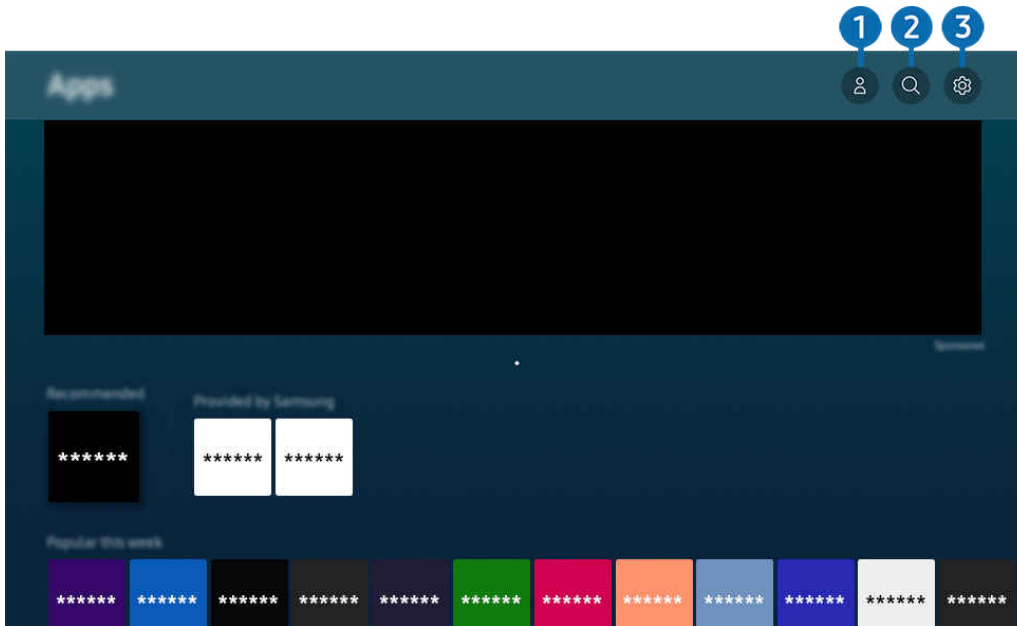 1 2 3
Apps
Sponsored
Recommended
Provided by Samsung
****** ****** ******
Popular this week
****** ****** ****** ****** ****** ****** ****** ****** ****** ****** ****** ******